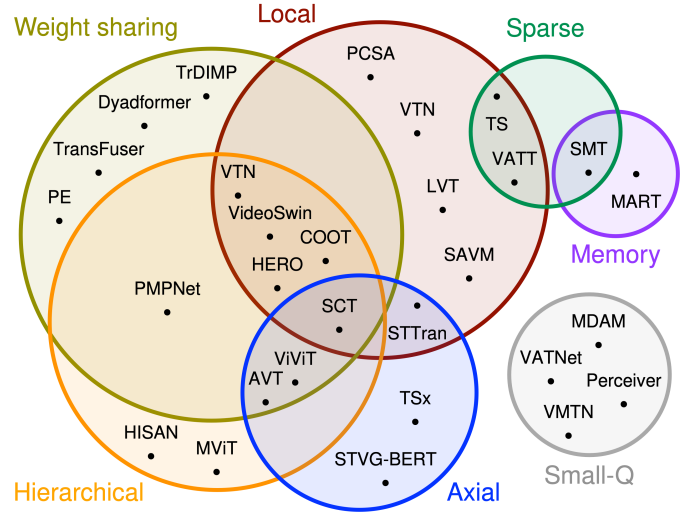 Weight sharing
Local
Sparse
PCSA
TrDIMP
Dyadformer
VTN
TS
TransFuser
SMT
VATT
VTN
PE
LVT
MART
VideoSwin
COOT
SAVM
Memory
HERO
PMPNet
SCT
STTran
MDAM
ViViT
VATNet
AVT
Perceiver
TSx
VMTN
HISAN
MViT
STVG-BERT
Small-Q
Hierarchical
Axial